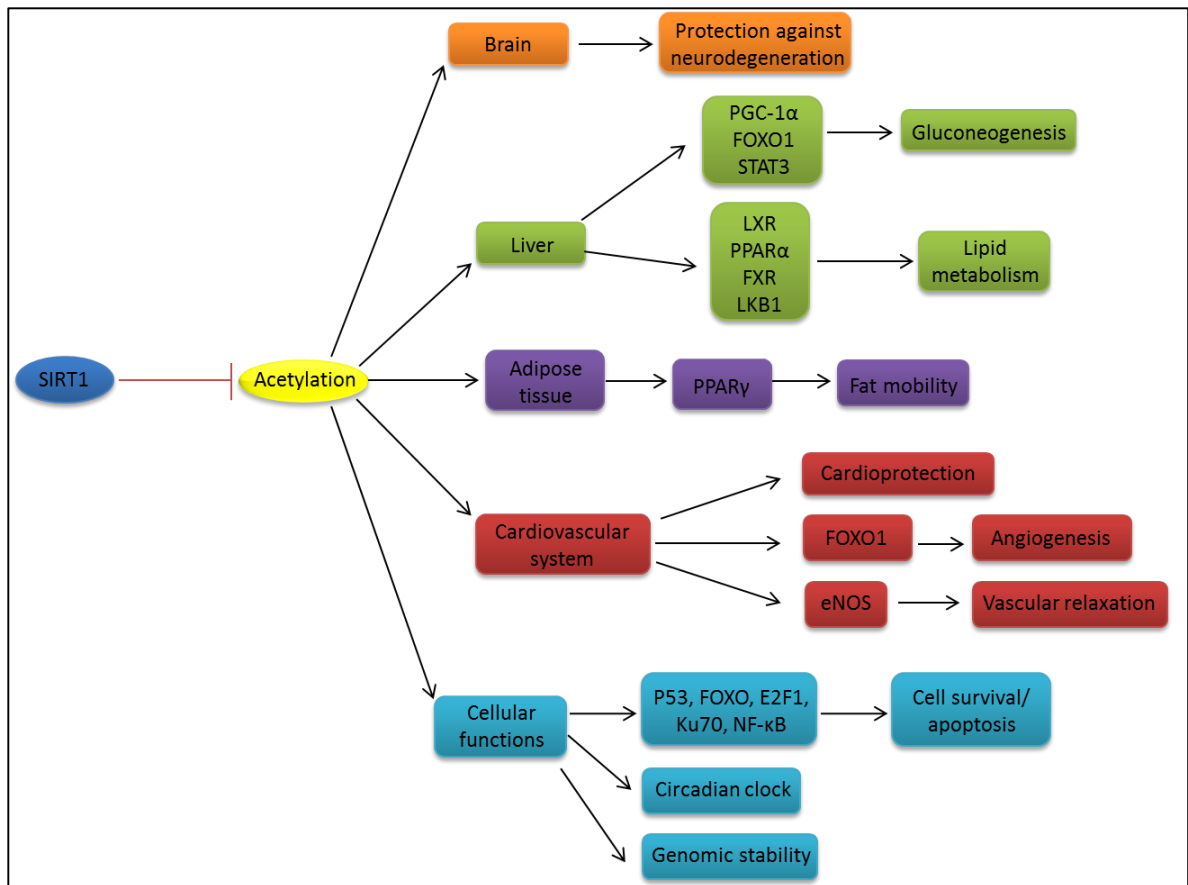 Brain
Protection against
neurodegeneration
PGC-1α
FOXO1
STAT3
Gluconeogenesis
Liver
LXR
PPARα
FXR
LKB1
Lipid
metabolism
SIRT1
Acetylation
Adipose
tissue
PPARγ
Fat mobility
Cardiovascular
system
Cardioprotection
FOXO1
Angiogenesis
eNOS
Vascular relaxation
Cellular
functions
P53, FOXO, E2F1,
Ku70, NF-κB
Cell survival/
apoptosis
Circadian clock
Genomic stability